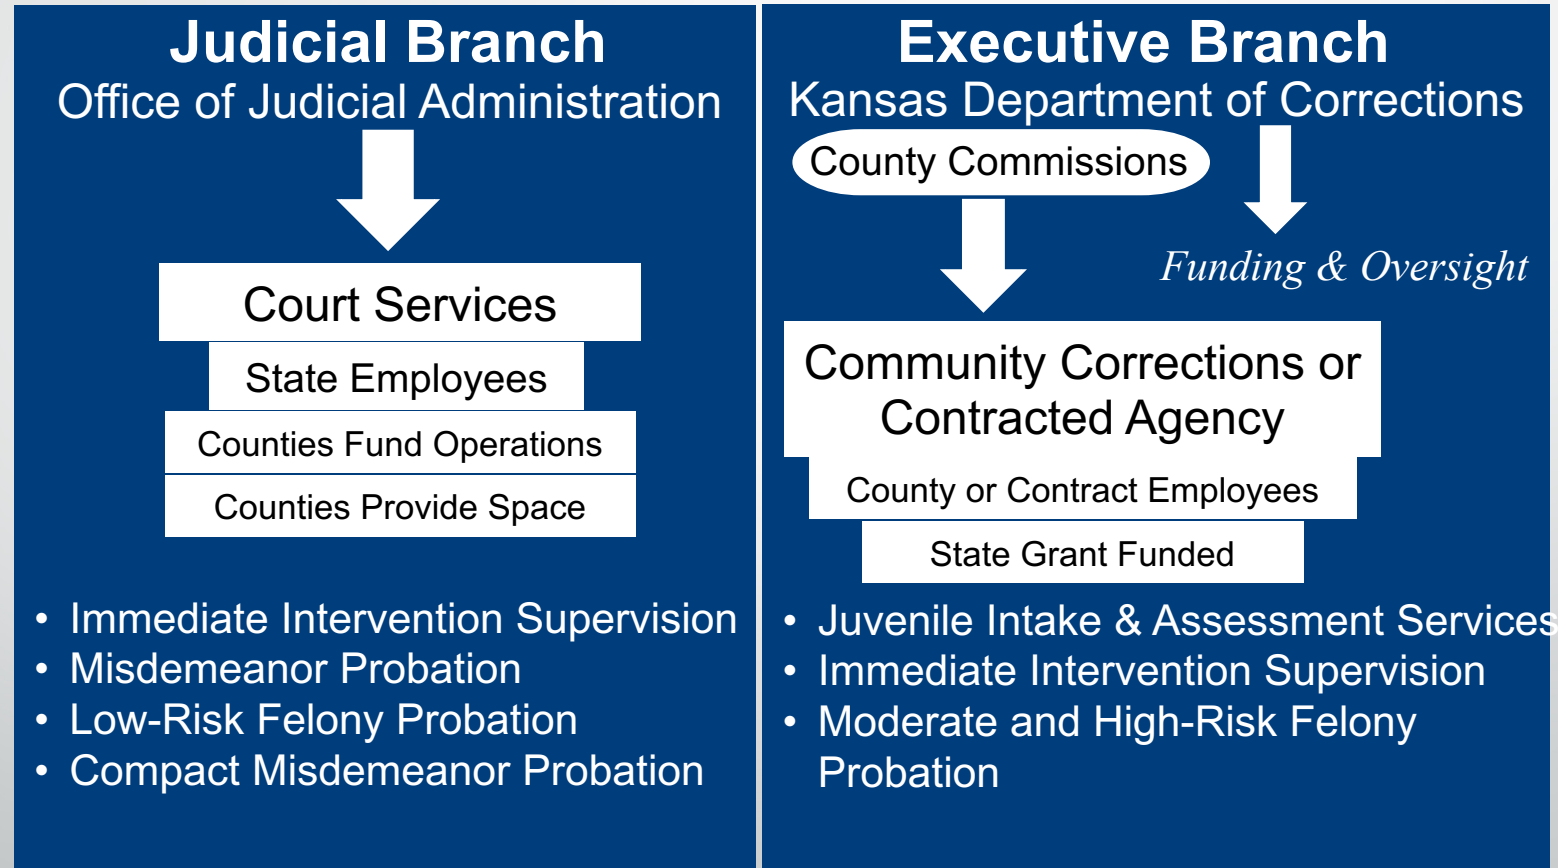 Judicial Branch
Office of Judicial Administration
Court Services
State Employees
Counties Fund Operations
Counties Provide Space
• Immediate Intervention Supervision
• Misdemeanor Probation
• Low-Risk Felony Probation
• Compact Misdemeanor Probation
Executive Branch
Kansas Department of Corrections
County Commissions
Funding & Oversight
Community Corrections or
Contracted Agency
County or Contract Employees
State Grant Funded
• Juvenile Intake & Assessment Services
• Immediate Intervention Supervision
• Moderate and High-Risk Felony
Probation